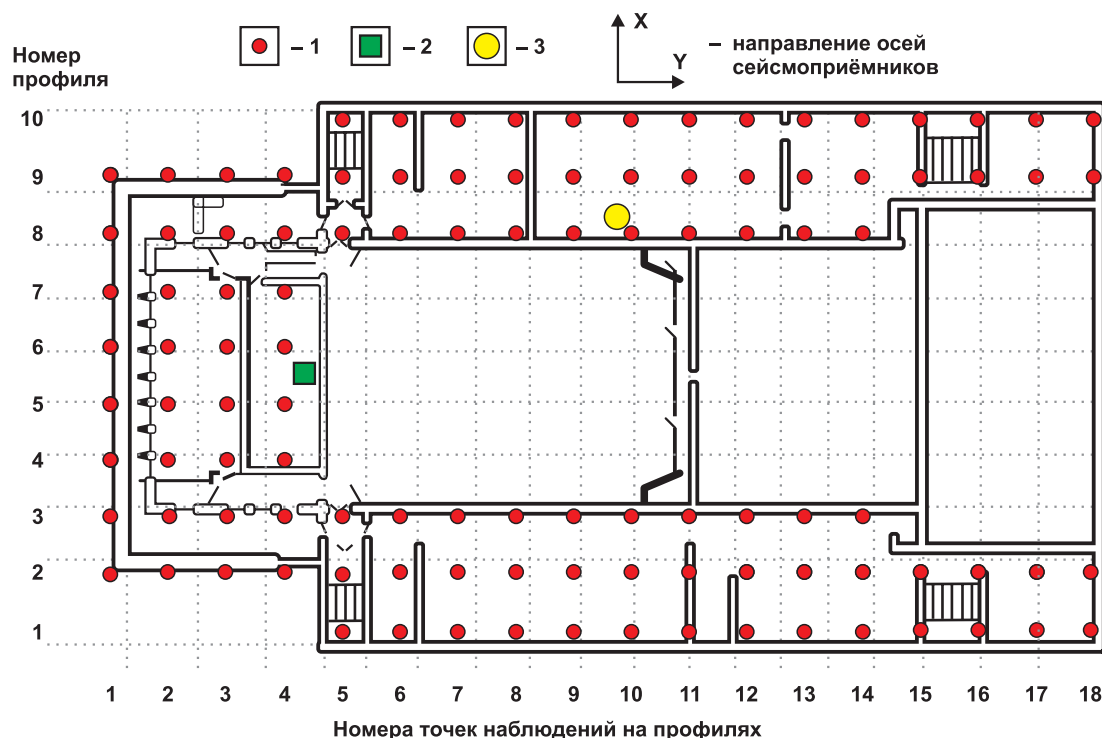 Номер
профиля
– 1
– 2
– 3
X
Y
– направление осей
сейсмоприёмников
10
9
8
7
6
5
4
3
2
1
1 2 3 4 5 6 7 8 9 10 11 12 13 14 15 16 17 18
Номера точек наблюдений на профилях